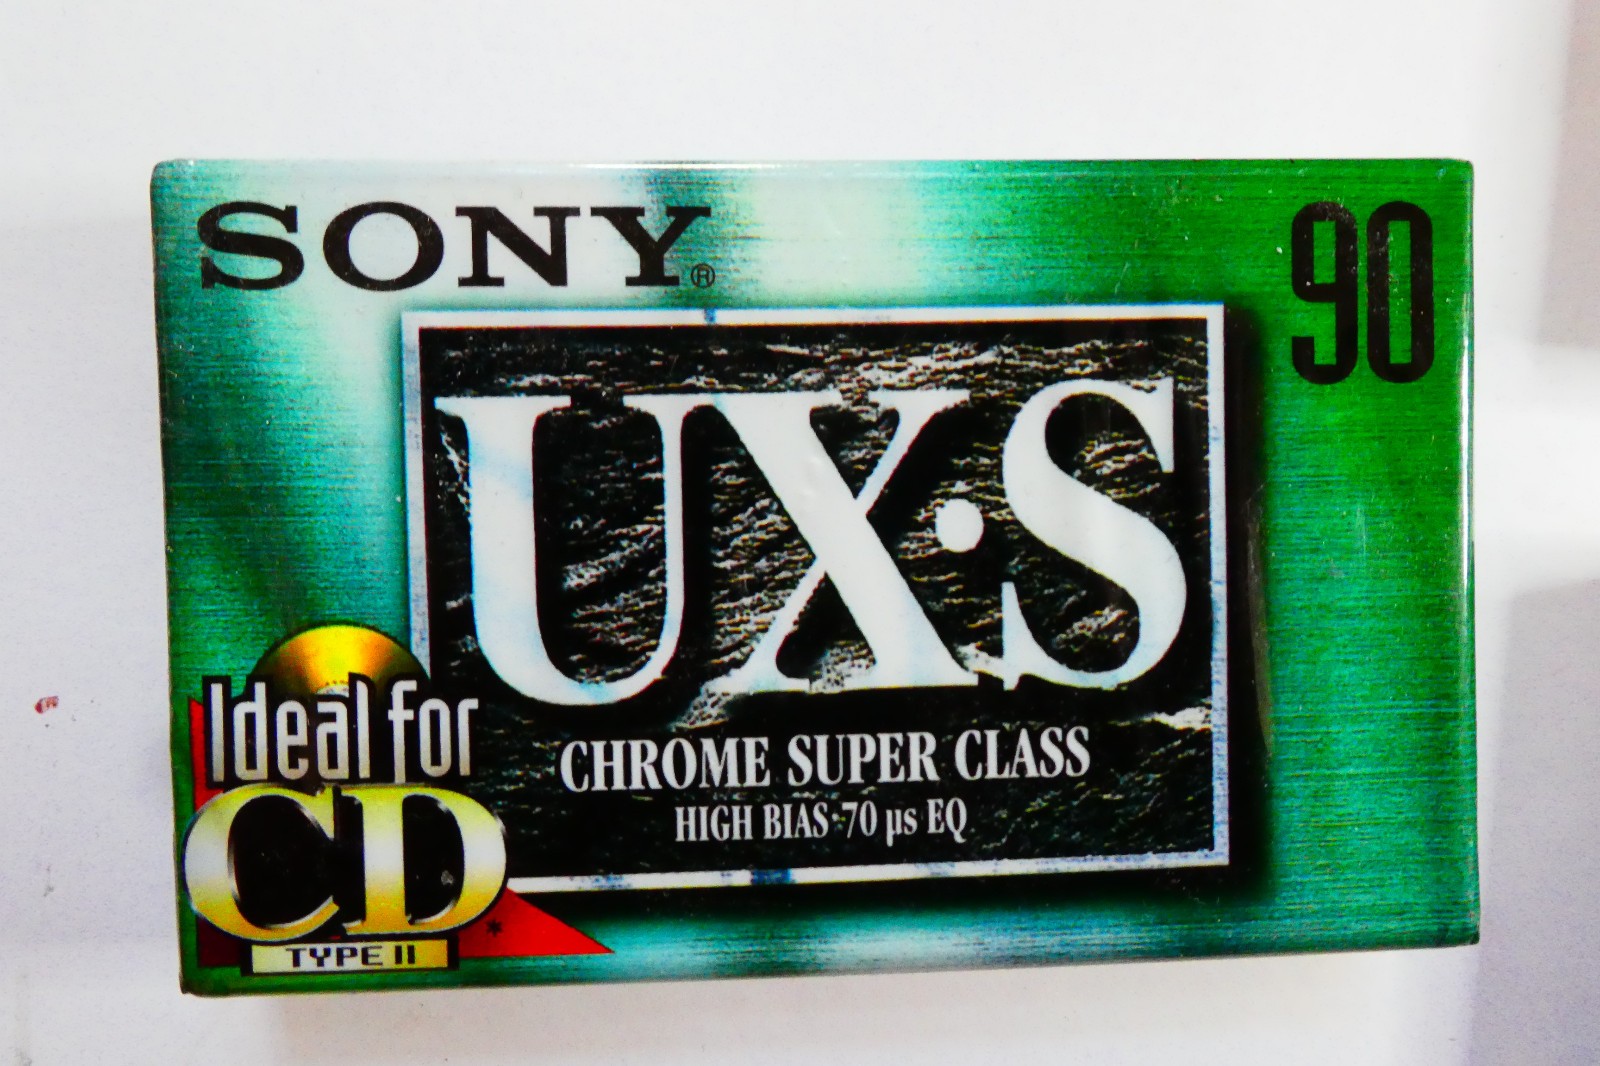 SONY®
90
UX·S
CHROME SUPER CLASS
HIGH BIAS·70 μs EQ
Ideal for
CD
TYPE II
*